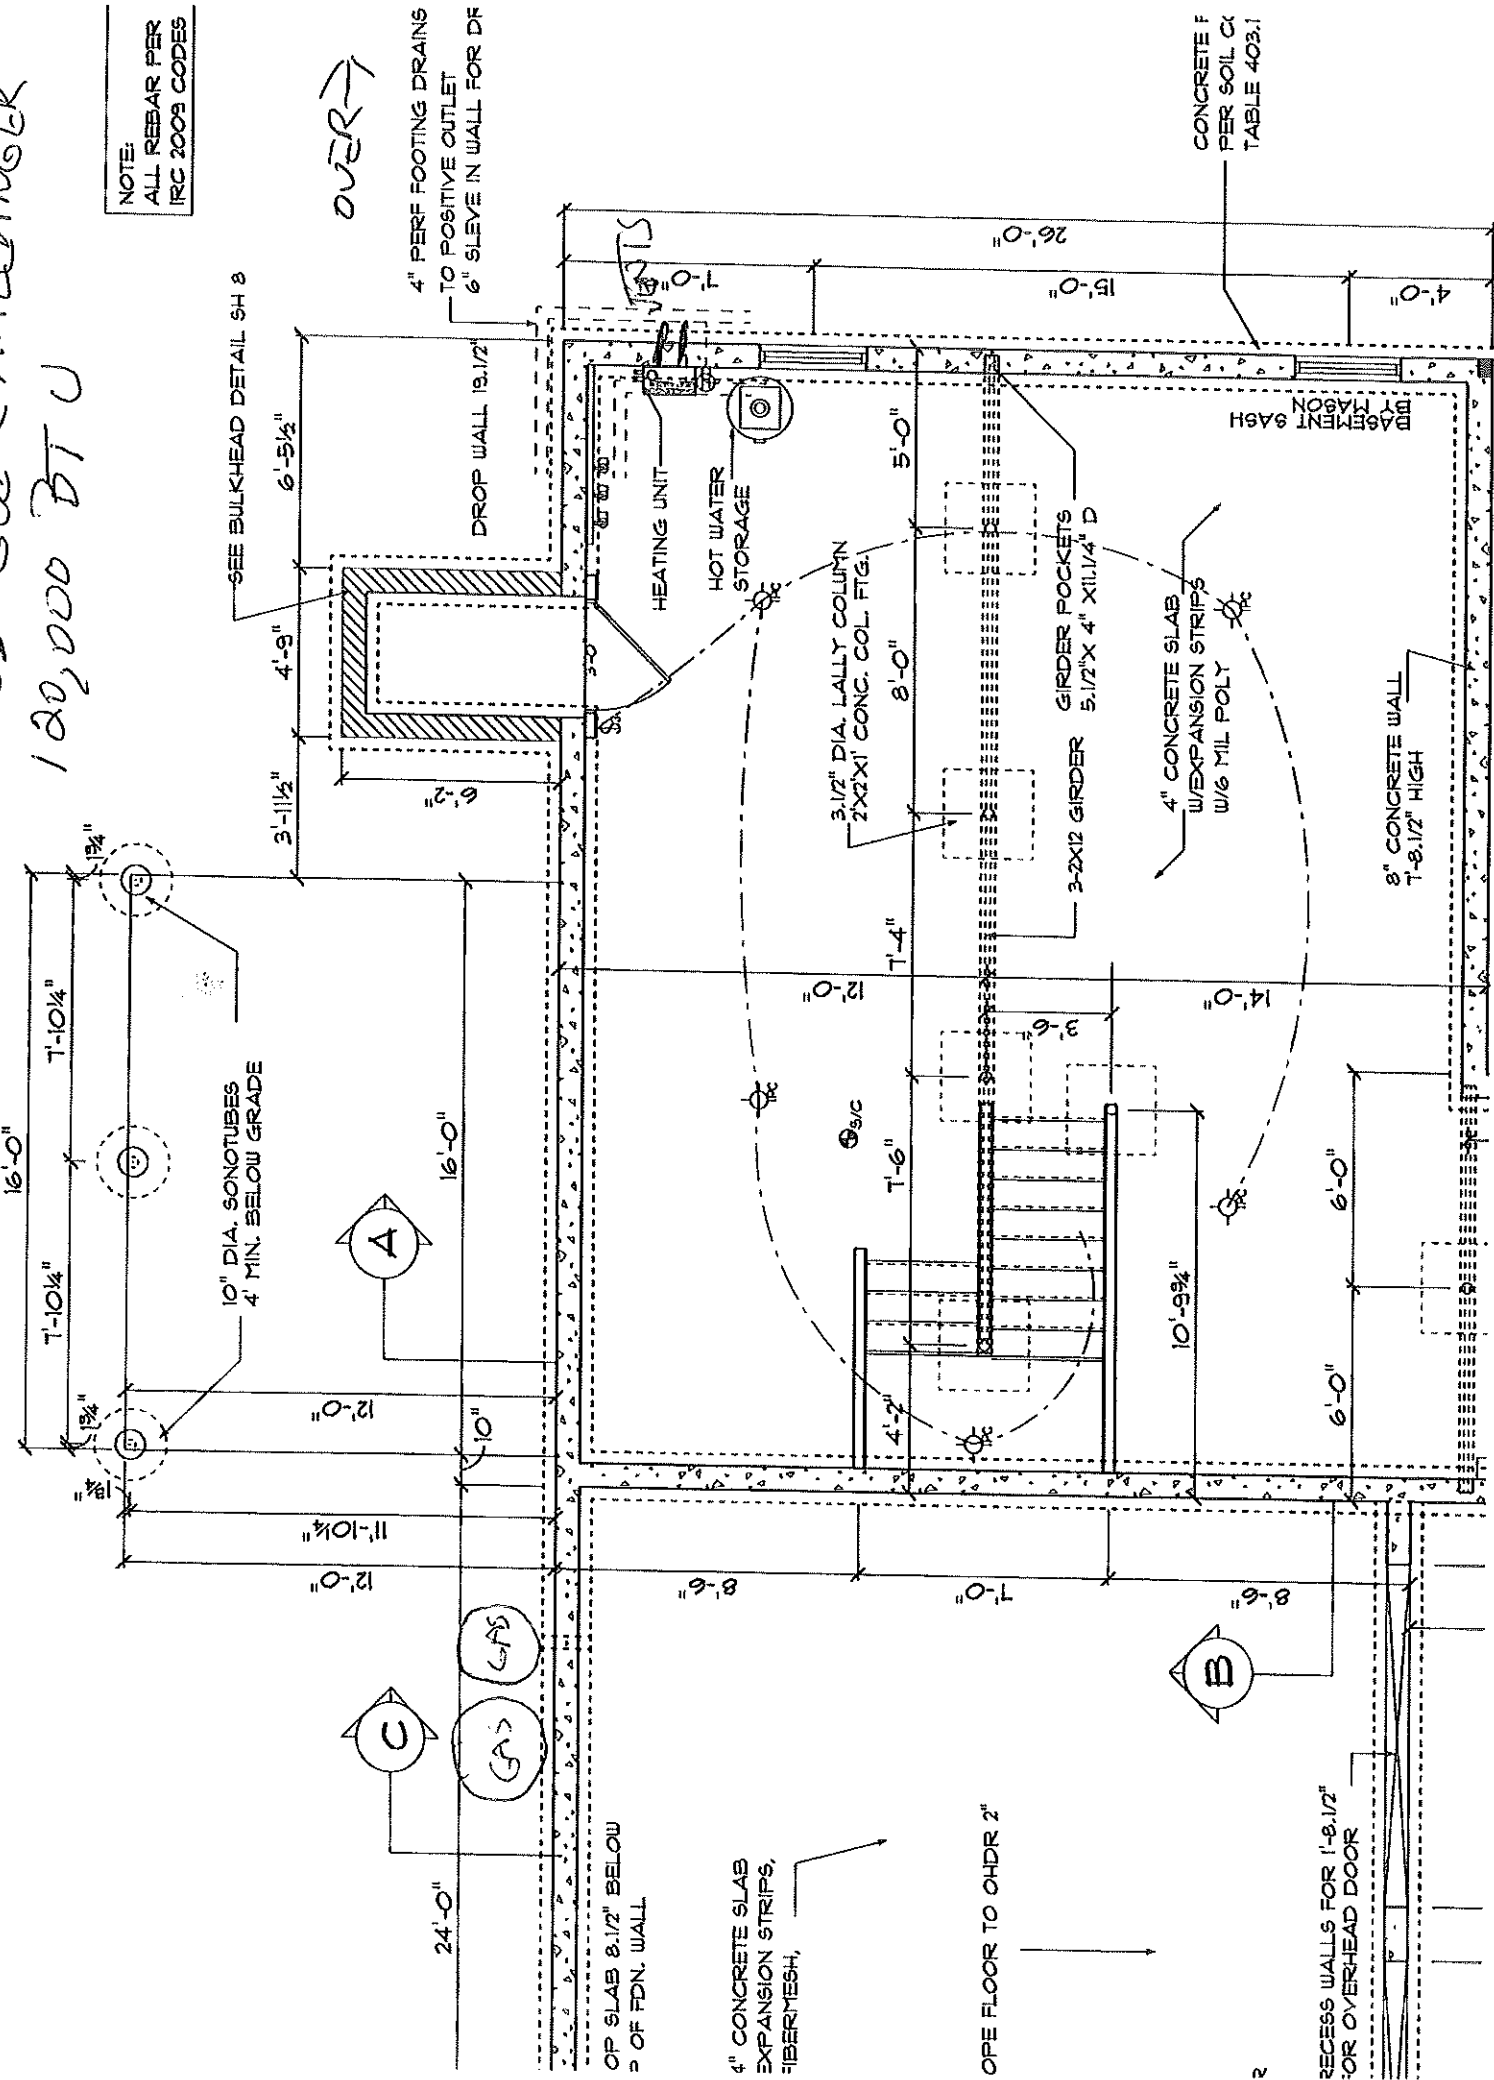 120,000 BTU
NOTE:
ALL REBAR PER
IRC 2009 CODES
OVER→
4" PERF FOOTING DRAINS
TO POSITIVE OUTLET
6" SLEVE IN WALL FOR
SEE BULKHEAD DETAIL SH 8
DROP WALL 19.1/2"
6'-5½"
4'-9"
3'-11½"
6'-2"
16'-0"
7'-10¼"
7'-10¼"
1¾"
1¾"
1¾"
10" DIA. SONOTUBES
4' MIN. BELOW GRADE
16'-0"
10"
12'-0"
11'-10¼"
12'-0"
A
C
GAS
GAS
24'-0"
26'-0"
7'-0"
15'-0"
4'-0"
CONCRETE
PER SOIL
TABLE 403.1
HEATING UNIT
HOT WATER
STORAGE
3-0
BASEMENT SASH
BY MASON
5'-0"
8'-0"
7'-4"
7'-6"
4'-2"
3.1/2" DIA. LALLY COLUMN
2'X2'X1' CONC. COL. FTG.
GIRDER POCKETS
5.1/2"X 4" X11.1/4" D
3-2X12 GIRDER
4" CONCRETE SLAB
W/EXPANSION STRIPS
W/6 MIL POLY
8" CONCRETE WALL
7'-8.1/2" HIGH
12'-0"
3'-6"
14'-0"
S/C
PC
PC
PC
PC
PC
10'-9¾"
6'-0"
6'-0"
8'-6"
7'-0"
8'-6"
B
OP SLAB 8.1/2" BELOW
OF FDN. WALL
4" CONCRETE SLAB
EXPANSION STRIPS,
FIBERMESH,
OPE FLOOR TO OHDR 2"
RECESS WALLS FOR 1'-8.1/2"
FOR OVERHEAD DOOR
R